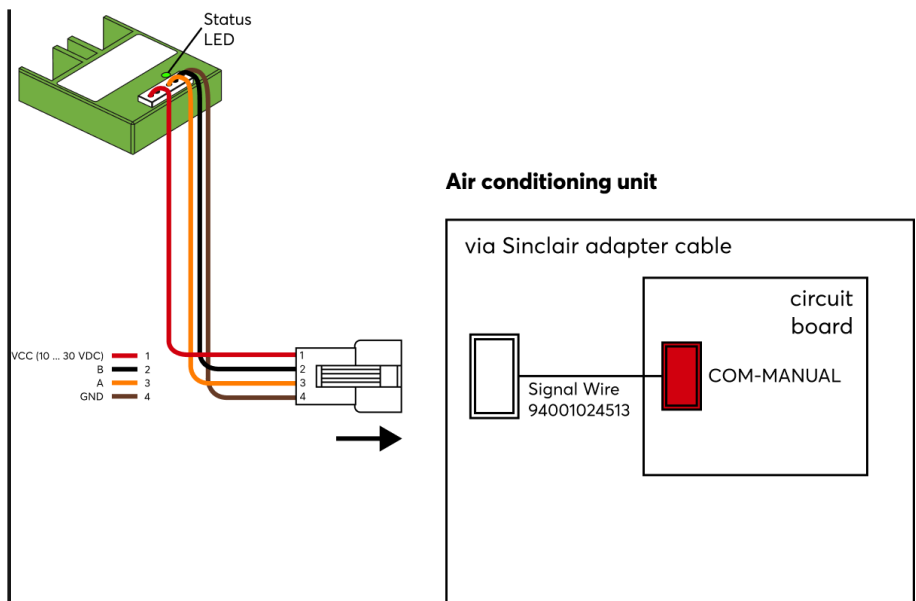 Status
LED
Air conditioning unit
via Sinclair adapter cable
circuit
board
COM-MANUAL
Signal Wire
94001024513
VCC (10 ... 30 VDC) 1
B 2
A 3
GND 4
1
2
3
4